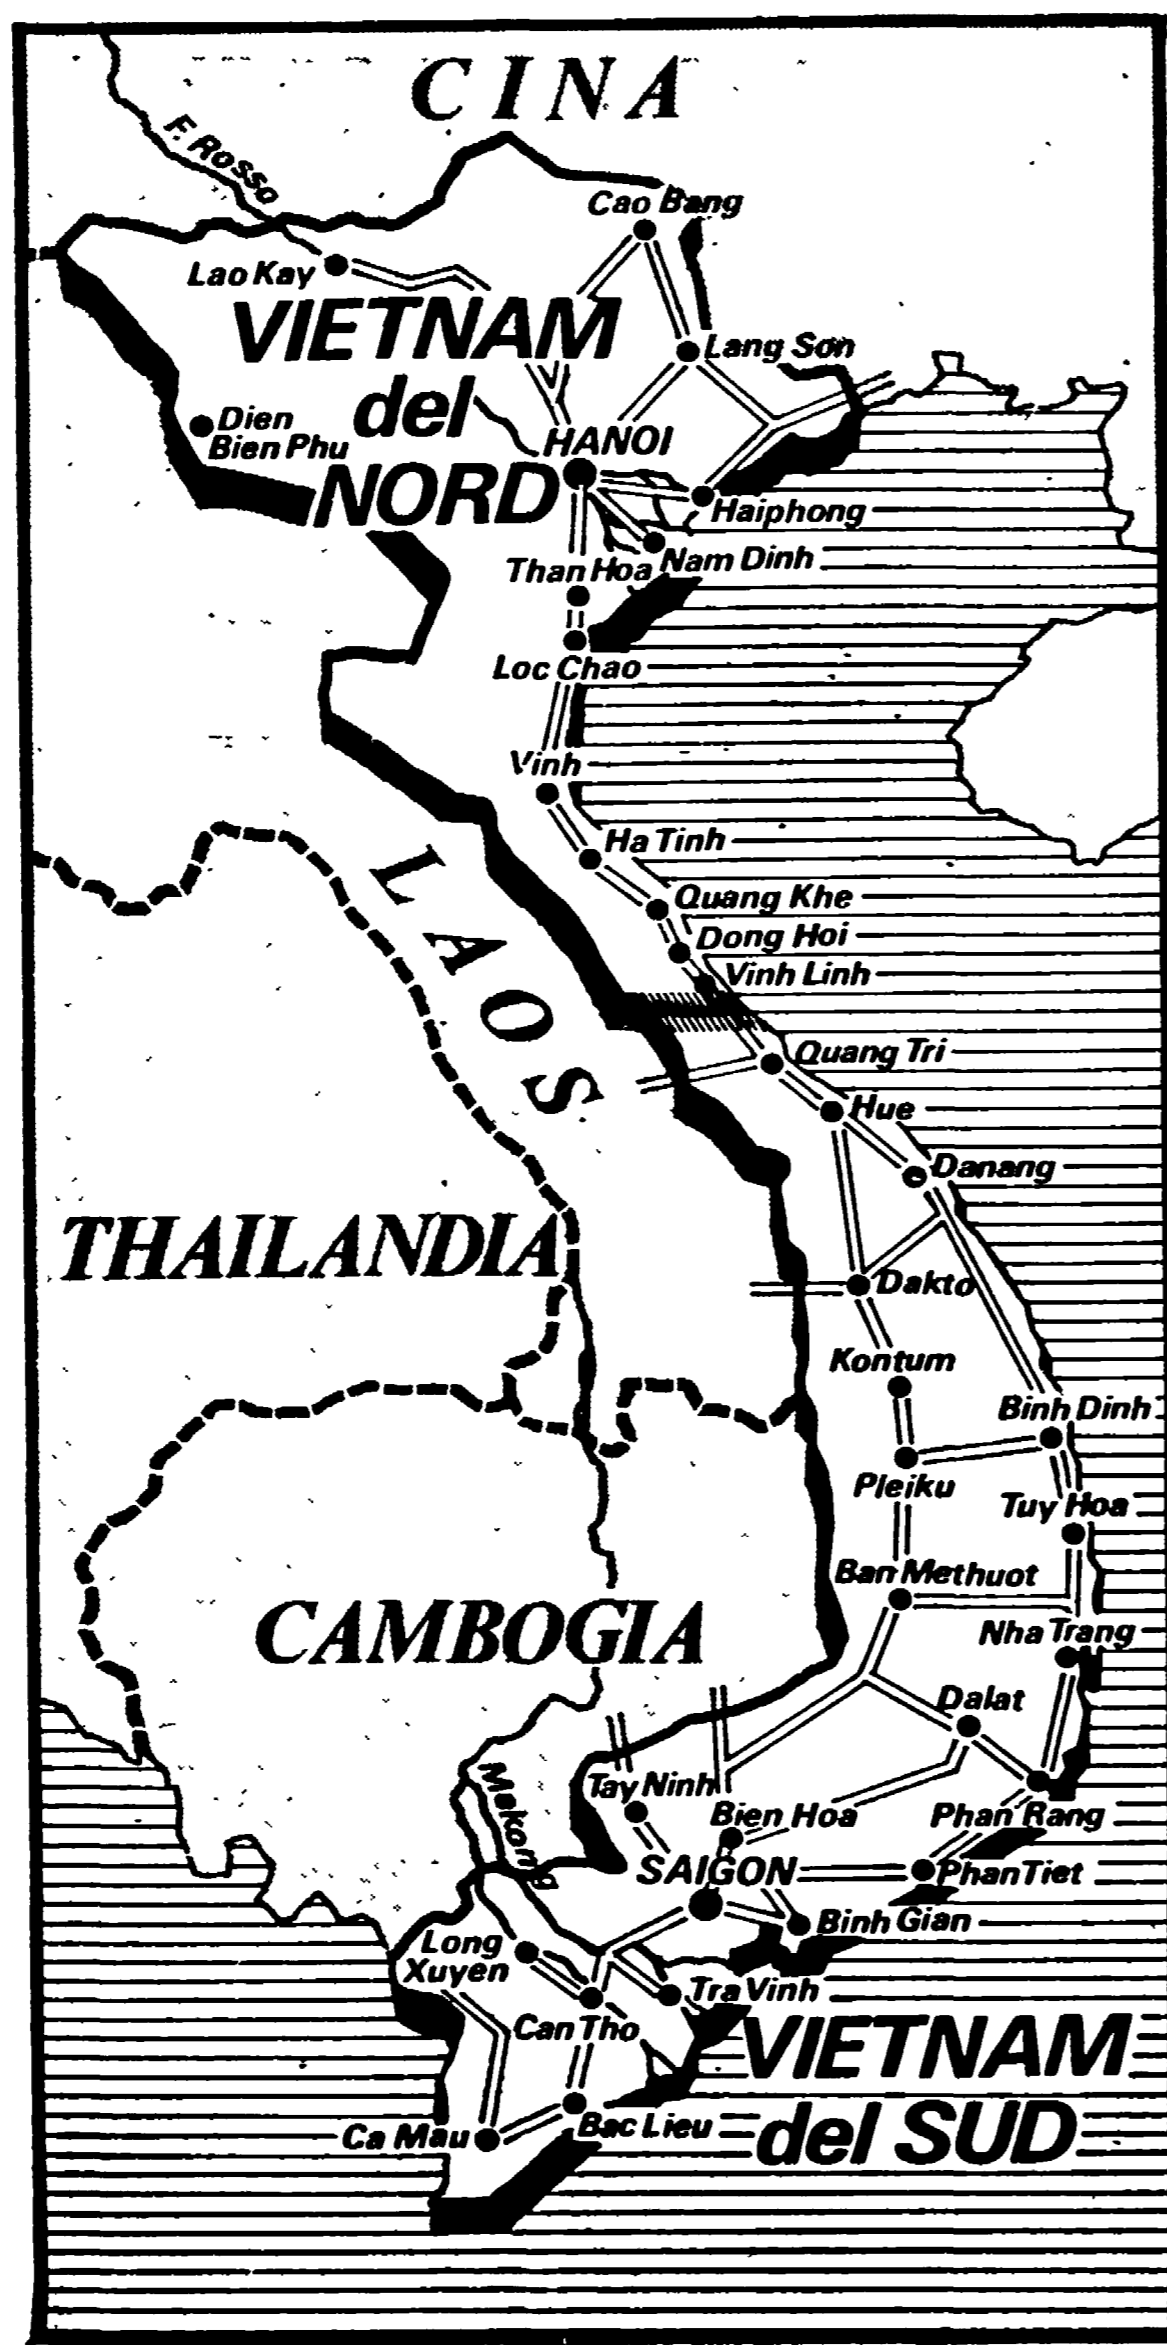 CINA
F. Rosso
Cao Bang
Lao Kay
VIETNAM
del
NORD
Lang Son
Dien
Bien Phu
HANOI
Haiphong
Nam Dinh
Than Hoa
Loc Chao
Vinh
Ha Tinh
LAOS
Quang Khe
Dong Hoi
Vinh Linh
Quang Tri
Hue
Danang
THAILANDIA
Dakto
Kontum
Binh Dinh
Pleiku
Tuy Hoa
Ban Methuot
CAMBOGIA
Nha Trang
Dalat
Mekong
Tay Ninh
Bien Hoa
Phan Rang
SAIGON
Phan Tiet
Binh Gian
Long
Xuyen
Tra Vinh
Can Tho
VIETNAM
del SUD
Ca Mau
Bac Lieu